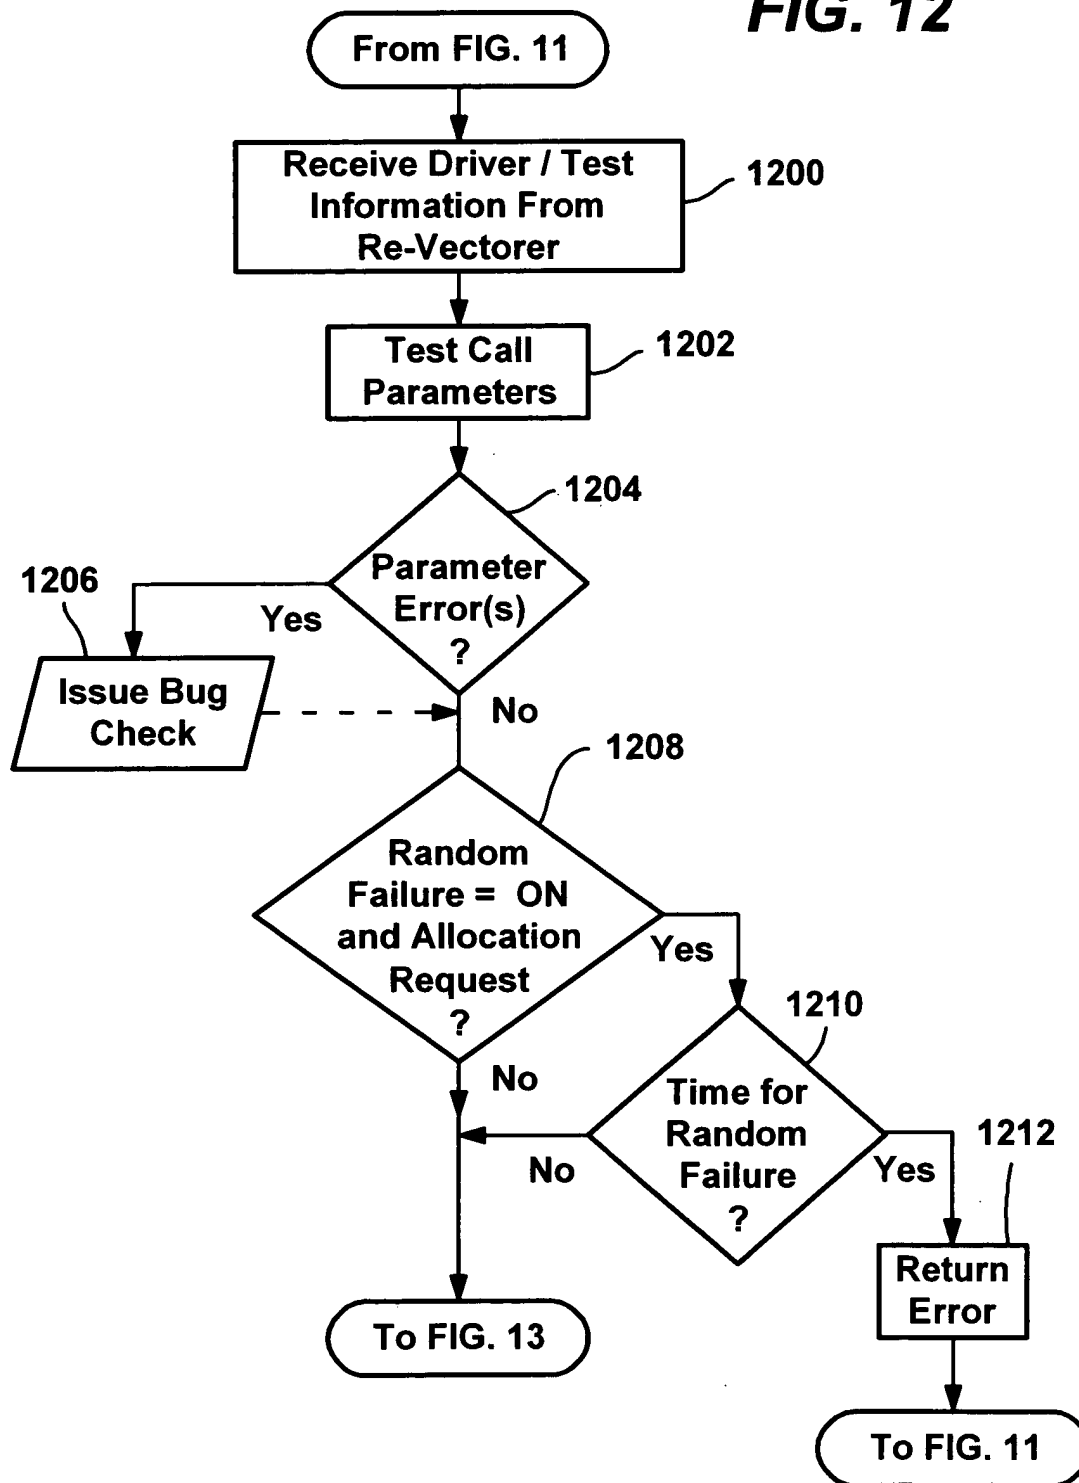 FIG. 12
From FIG. 11
Receive Driver / Test
Information From
Re-Vectorer
1200
Test Call
Parameters
1202
1204
Parameter
Error(s)
?
1206
Yes
Issue Bug
Check
No
1208
Random
Failure = ON
and Allocation
Request
?
Yes
No
1210
Time for
Random
Failure
?
No
Yes
1212
Return
Error
To FIG. 13
To FIG. 11